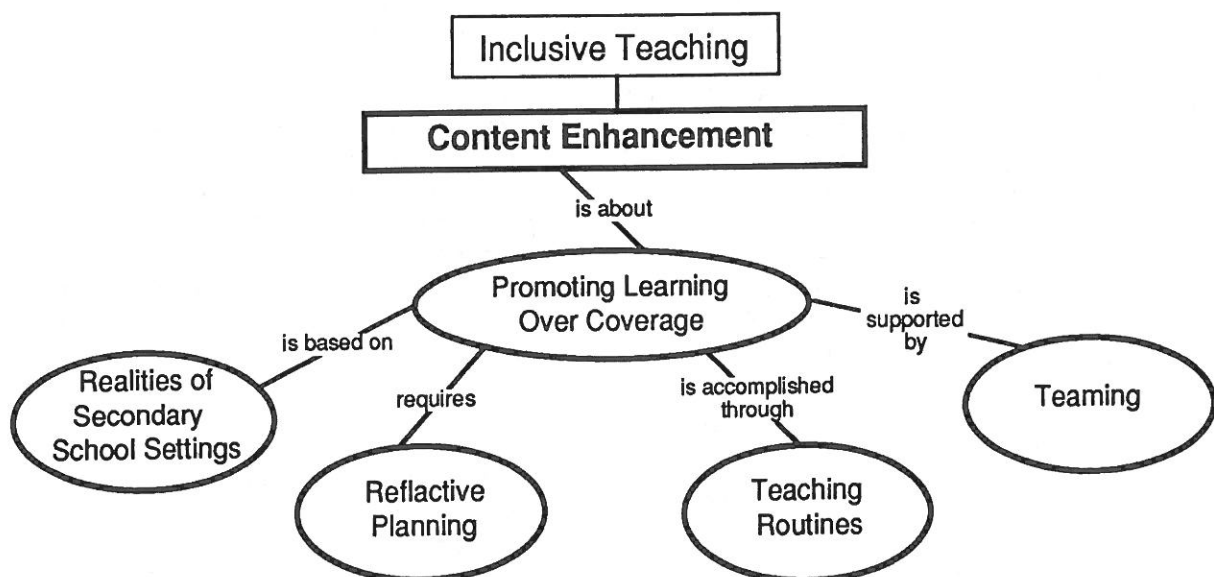 Inclusive Teaching
Content Enhancement
is about
Promoting Learning
Over Coverage
is based on
Realities of
Secondary
School Settings
requires
Reflactive
Planning
is accomplished
through
Teaching
Routines
is
supported
by
Teaming